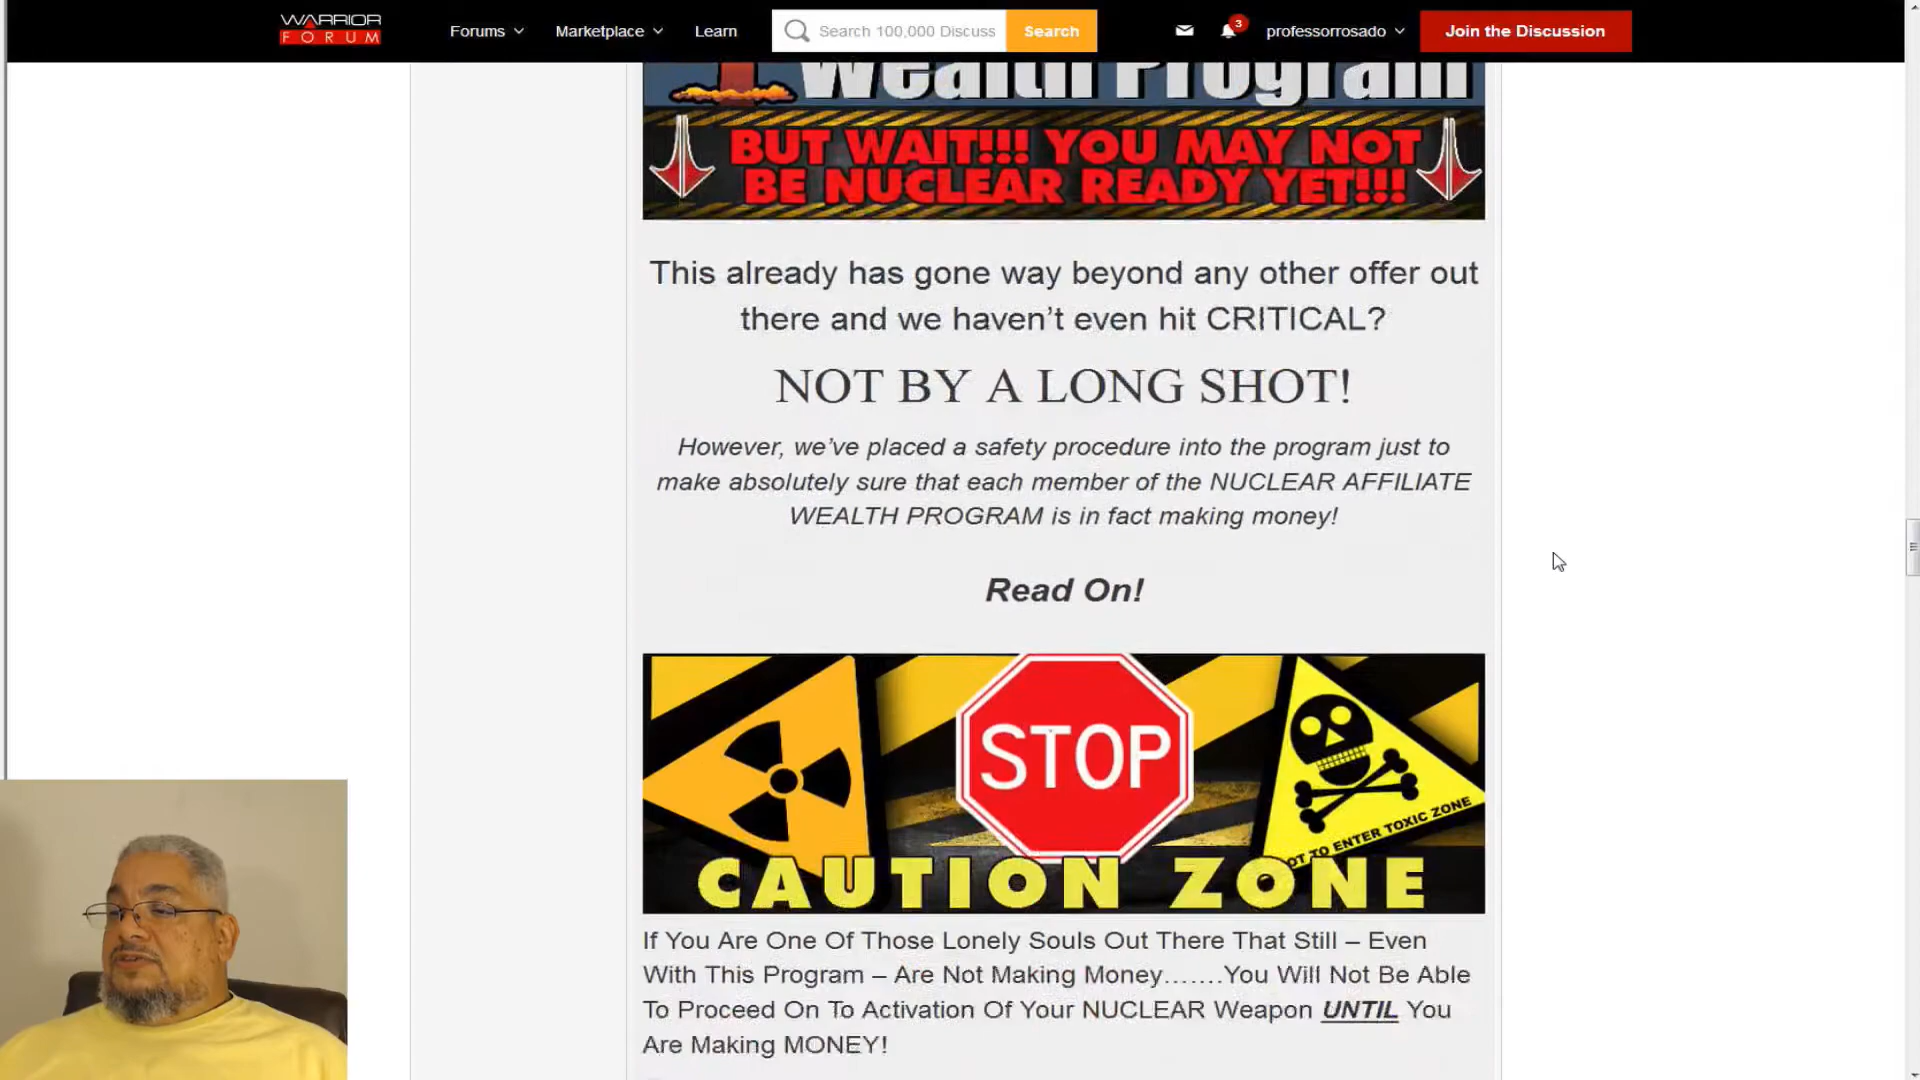 WARRIOR
FORUM
Forums
Marketplace
Learn
Search 100,000 Discuss
Search
3
professorrosado
Join the Discussion
Wealth Program
BUT WAIT!!! YOU MAY NOT
BE NUCLEAR READY YET!!!
This already has gone way beyond any other offer out
there and we haven’t even hit CRITICAL?
NOT BY A LONG SHOT!
However, we’ve placed a safety procedure into the program just to
make absolutely sure that each member of the NUCLEAR AFFILIATE
WEALTH PROGRAM is in fact making money!
Read On!
STOP
OT TO ENTER TOXIC ZONE
CAUTION ZONE
If You Are One Of Those Lonely Souls Out There That Still – Even
With This Program – Are Not Making Money…….You Will Not Be Able
To Proceed On To Activation Of Your NUCLEAR Weapon UNTIL You
Are Making MONEY!